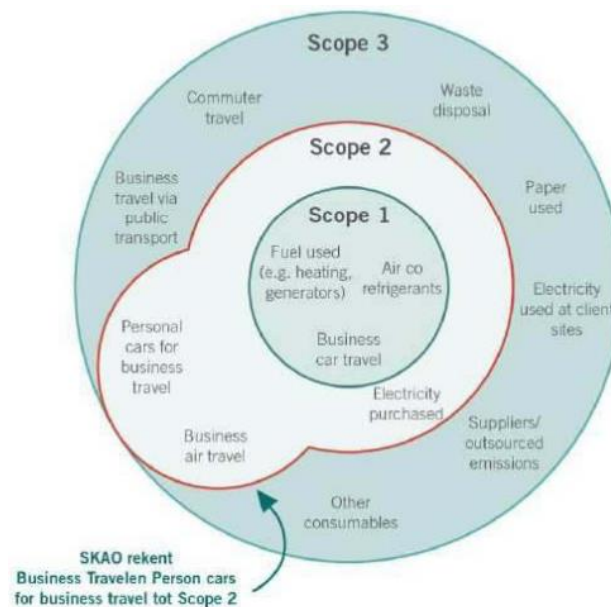 Scope 3
Commuter
travel
Waste
disposal
Scope 2
Business
travel via
public
transport
Paper
used
Scope 1
Fuel used
(e.g. heating,
generators)
Air co
refrigerants
Electricity
used at client
sites
Personal
cars for
business
travel
Business
car travel
Electricity
purchased
Business
air travel
Suppliers/
outsourced
emissions
Other
consumables
SKAO rekent
Business Travelen Person cars
for business travel tot Scope 2